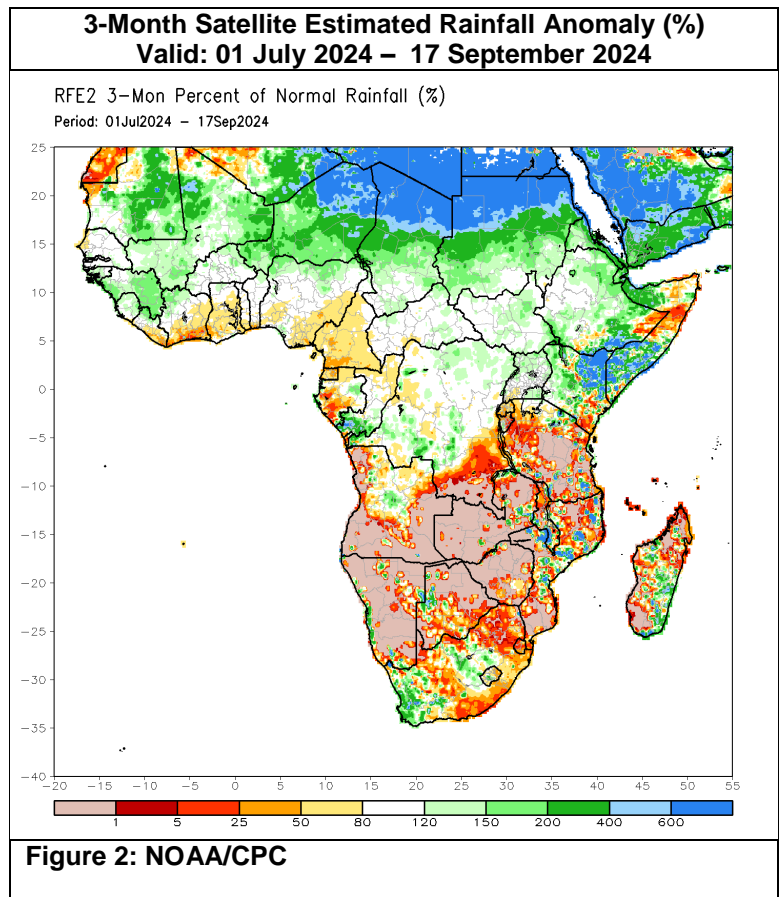 3-Month Satellite Estimated Rainfall Anomaly (%)
Valid: 01 July 2024 – 17 September 2024
RFE2 3-Mon Percent of Normal Rainfall (%)
Period: 01Jul2024 – 17Sep2024
25
20
15
10
5
0
−5
−10
−15
−20
−25
−30
−35
−40
−20 −15 −10 −5 0 5 10 15 20 25 30 35 40 45 50 55
1 5 25 50 80 120 150 200 400 600
Figure 2: NOAA/CPC